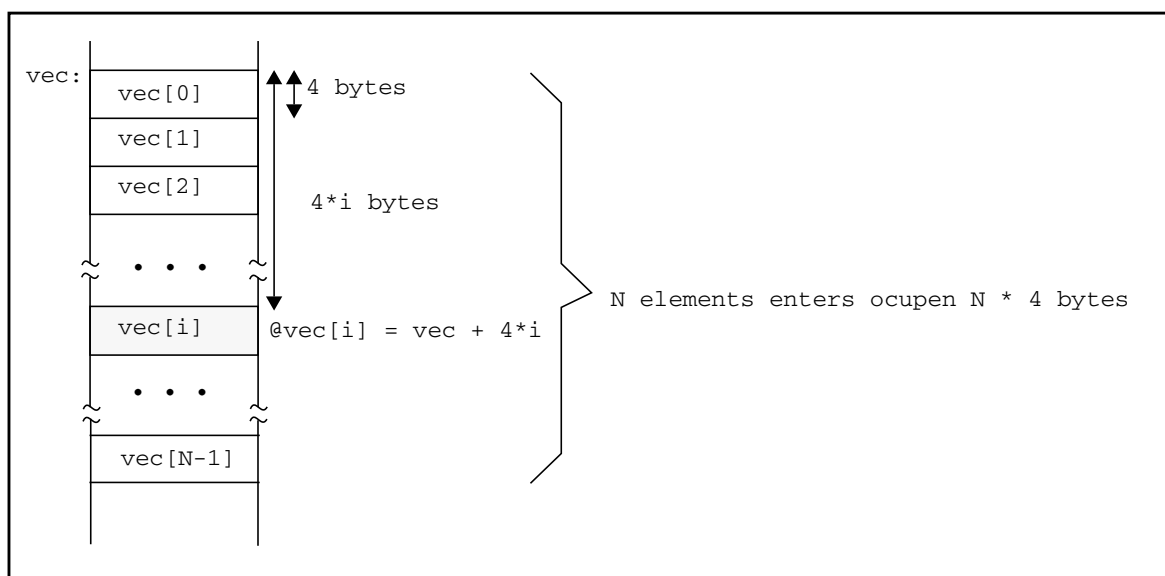 vec:
vec[0]
4 bytes
vec[1]
vec[2]
4*i bytes
• • •
N elements enters ocupen N * 4 bytes
vec[i]
@vec[i] = vec + 4*i
• • •
vec[N-1]